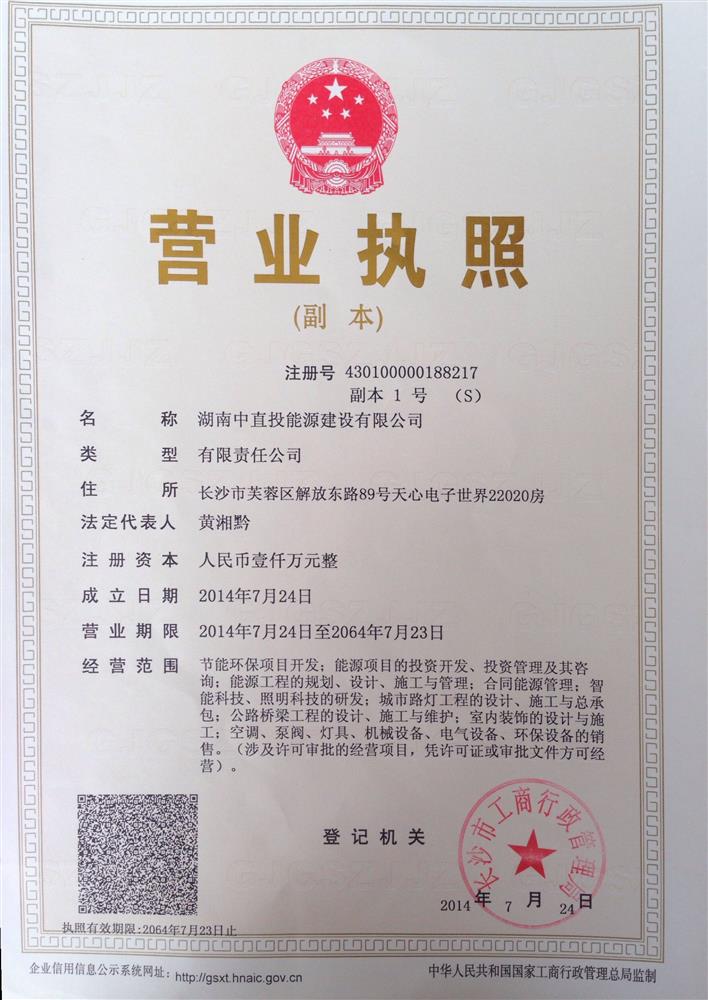 营业执照
(副 本)
注册号 430100000188217
副本 1 号 （S）
名 称 湖南中直投能源建设有限公司
类 型 有限责任公司
住 所 长沙市芙蓉区解放东路89号天心电子世界22020房
法定代表人 黄湘黔
注册资本 人民币壹仟万元整
成立日期 2014年7月24日
营业期限 2014年7月24日至2064年7月23日
经营范围 节能环保项目开发；能源项目的投资开发、投资管理及其咨
询；能源工程的规划、设计、施工与管理；合同能源管理；智
能科技、照明科技的研发；城市路灯工程的设计、施工与总承
包；公路桥梁工程的设计、施工与维护；室内装饰的设计与施
工；空调、泵阀、灯具、机械设备、电气设备、环保设备的销
售。（涉及许可审批的经营项目，凭许可证或审批文件方可经
营）。
登记机关
长沙市工商行政管理局
2014年7月24日
执照有效期限:2064年7月23日止
企业信用信息公示系统网址：http://gsxt.hnaic.gov.cn
中华人民共和国国家工商行政管理总局监制